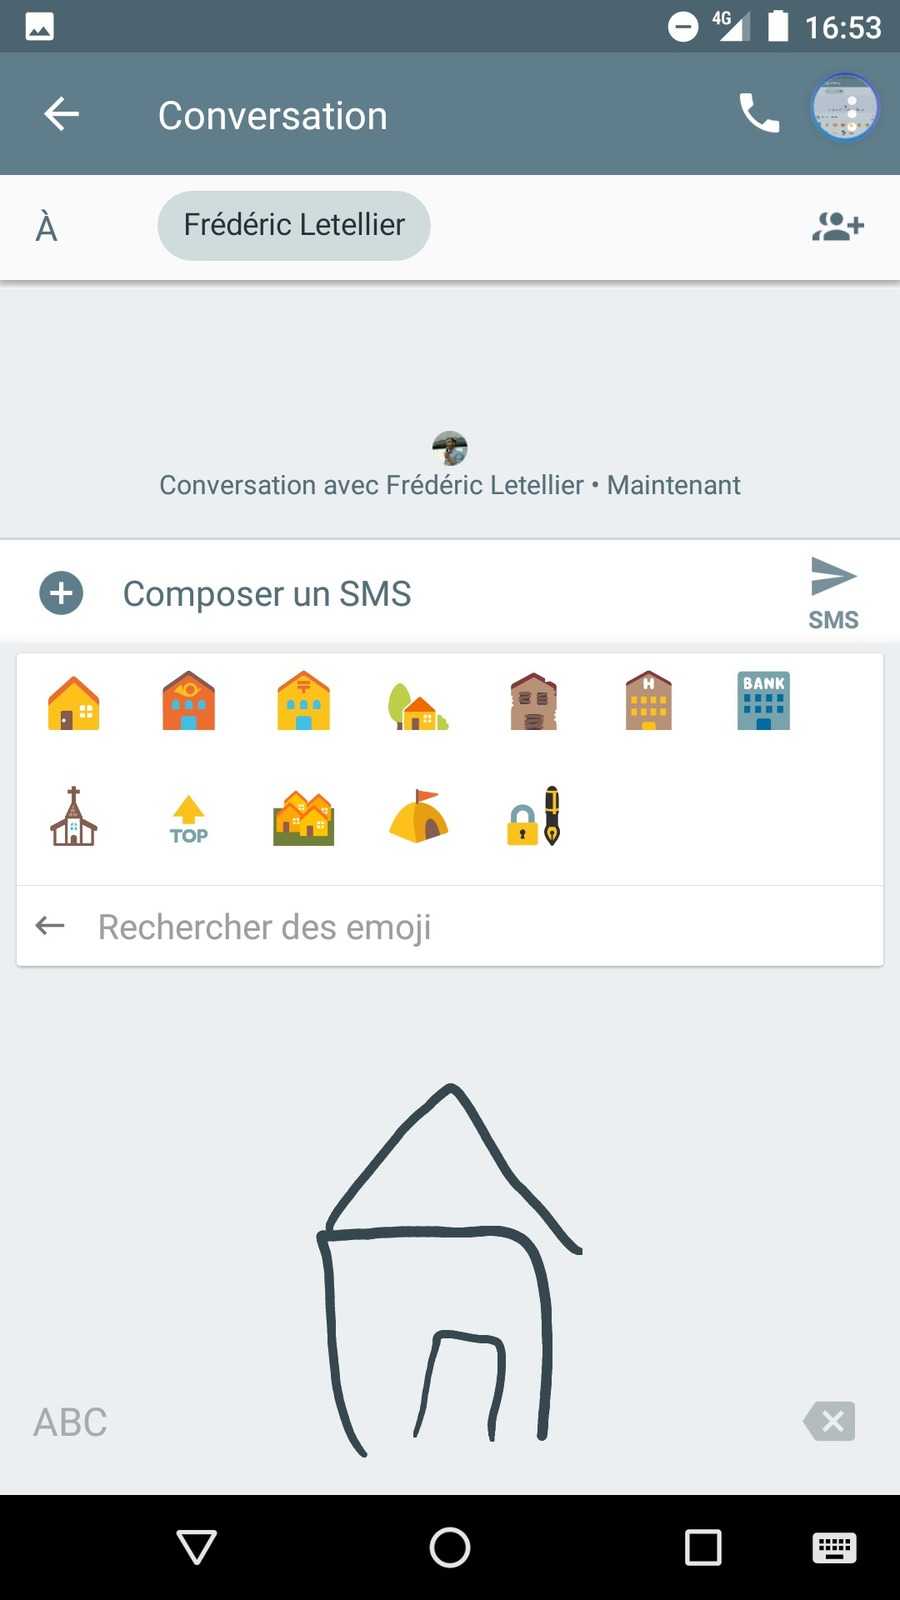 4G 16:53
Conversation
À Frédéric Letellier
Conversation avec Frédéric Letellier • Maintenant
Composer un SMS
SMS
H BANK
TOP
Rechercher des emoji
ABC